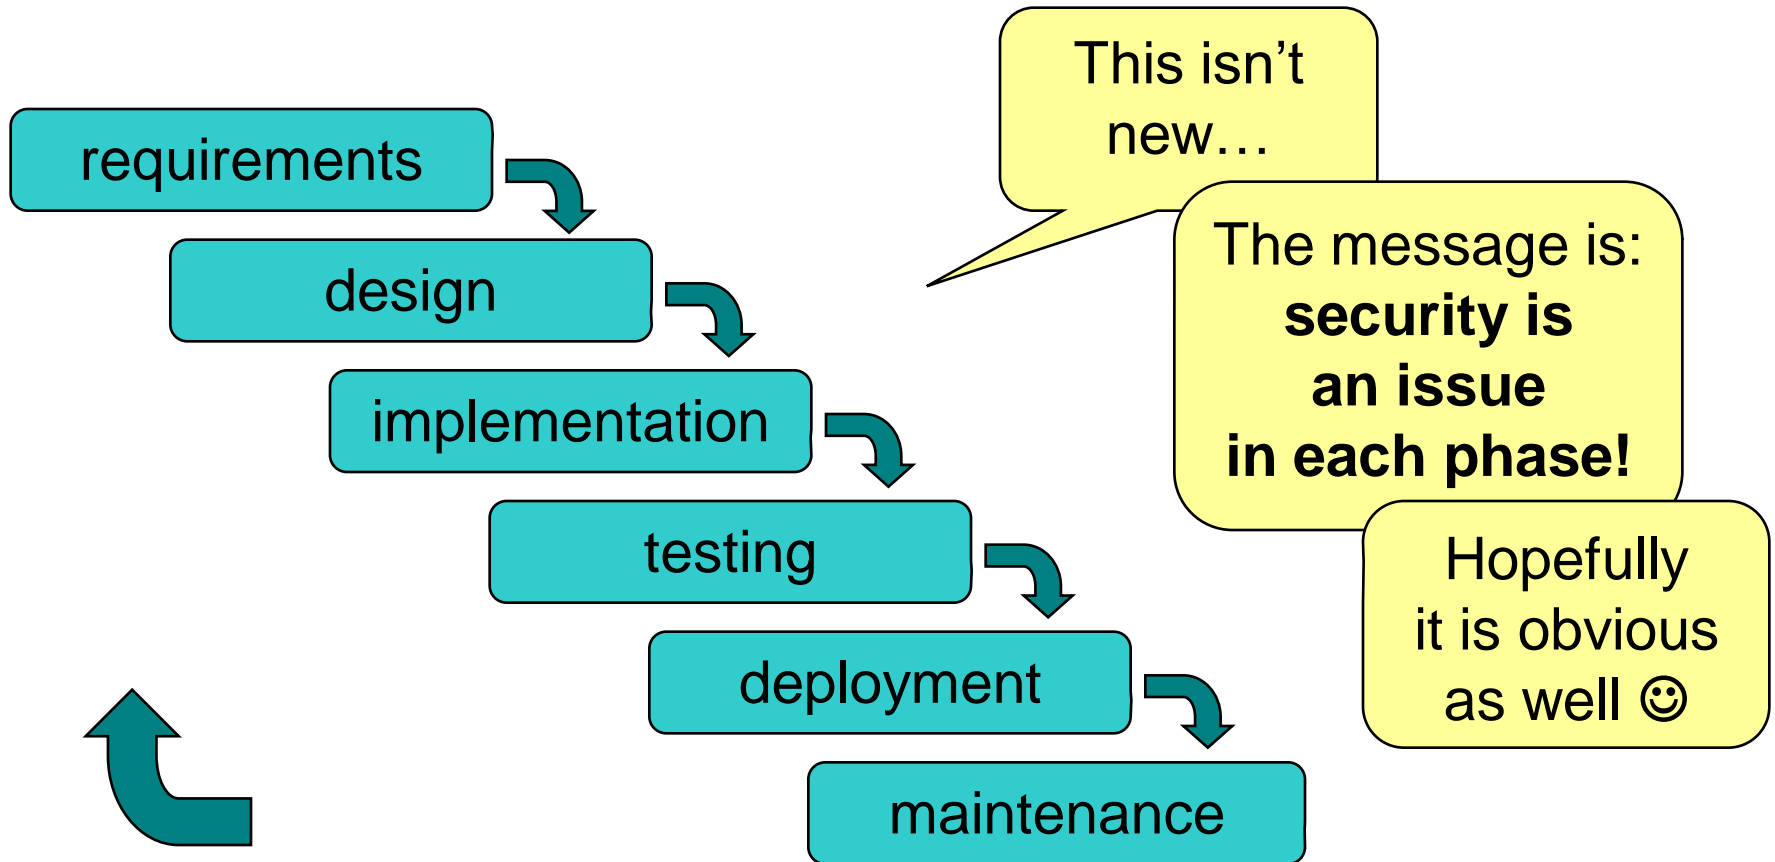 requirements
design
implementation
testing
deployment
maintenance
This isn’t
new…
The message is:
security is
an issue
in each phase!
Hopefully
it is obvious
as well ☺